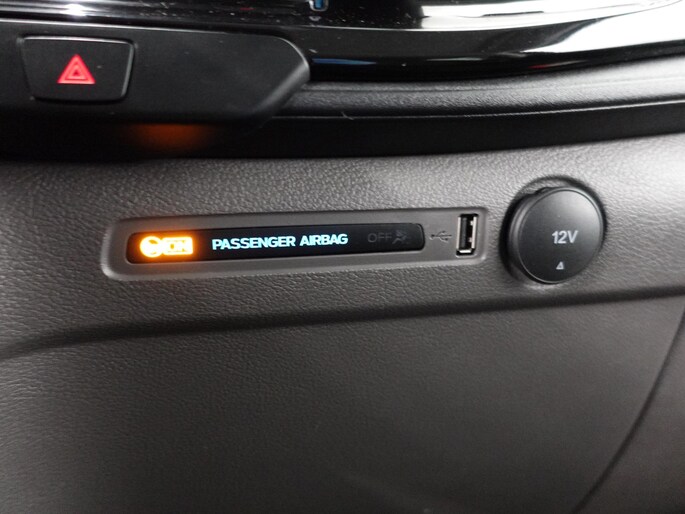 ON PASSENGER AIRBAG OFF
12V